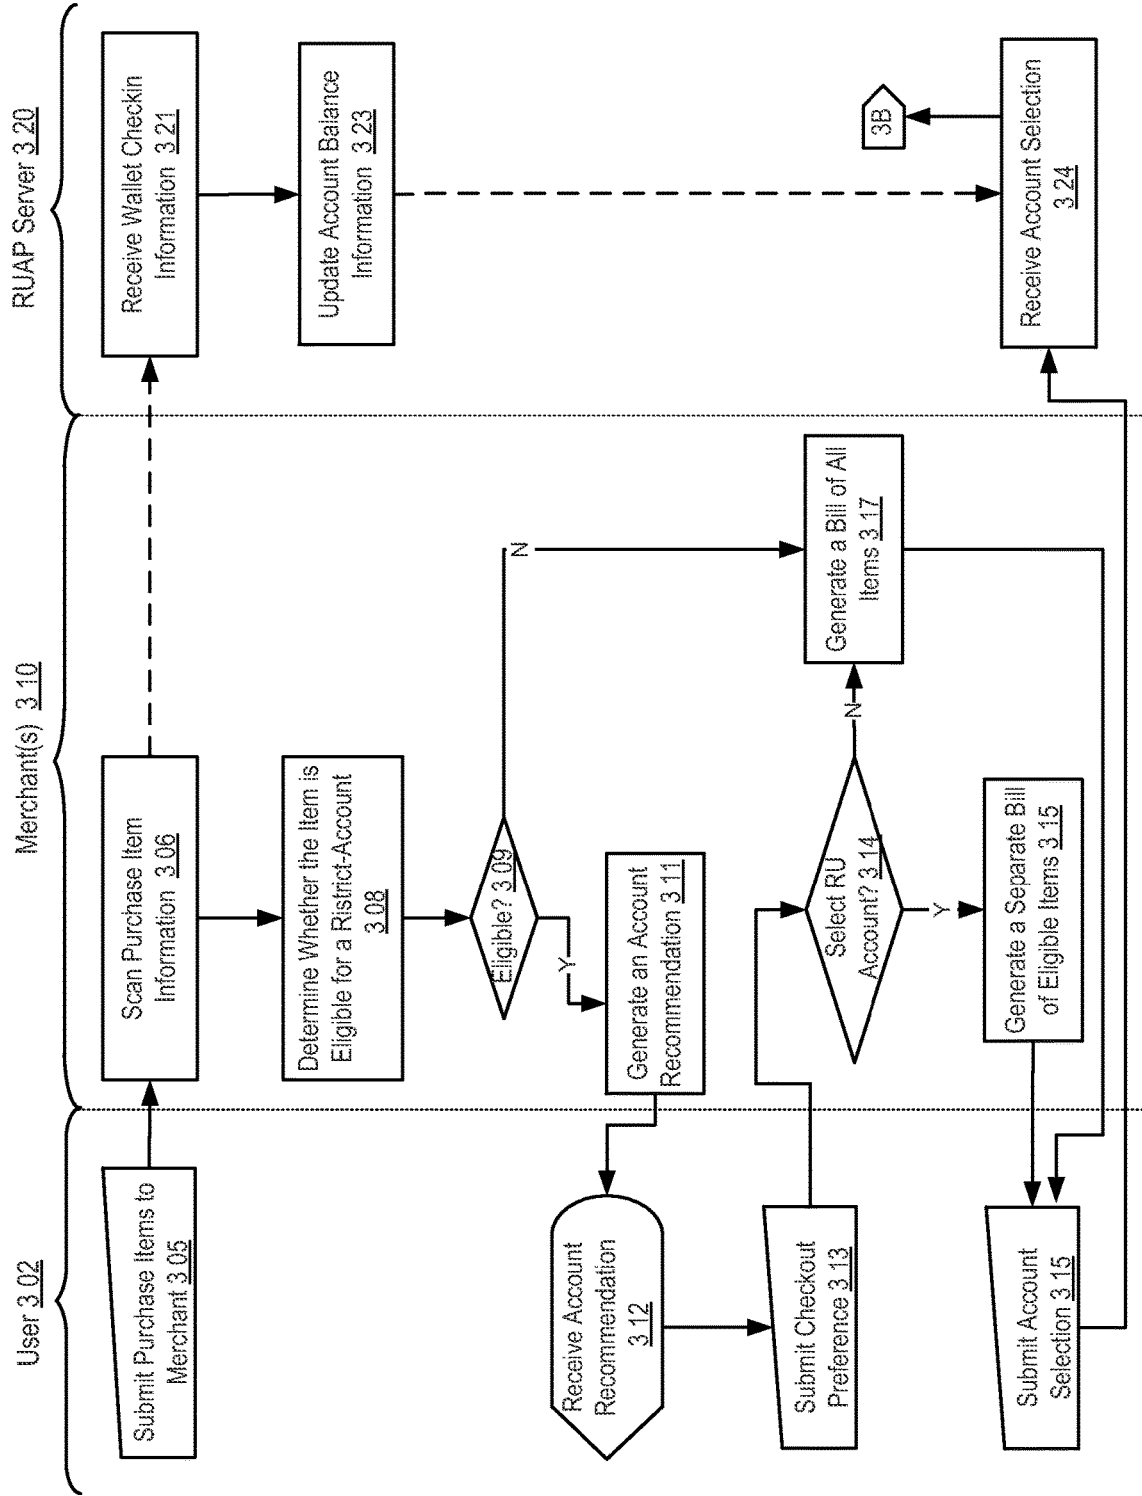 User 3 02
Merchant(s) 3 10
RUAP Server 3 20
Submit Purchase Items to
Merchant 3 05
Scan Purchase Item
Information 3 06
Receive Wallet Checkin
Information 3 21
Determine Whether the Item is
Eligible for a Ristrict-Account
3 08
Update Account Balance
Information 3 23
Eligible? 3 09
N
Y
Generate an Account
Recommendation 3 11
Receive Account
Recommendation
3 12
Submit Checkout
Preference 3 13
Select RU
Account? 3 14
N
Y
Generate a Bill of All
Items 3 17
3B
Generate a Separate Bill
of Eligible Items 3 15
Submit Account
Selection 3 15
Receive Account Selection
3 24